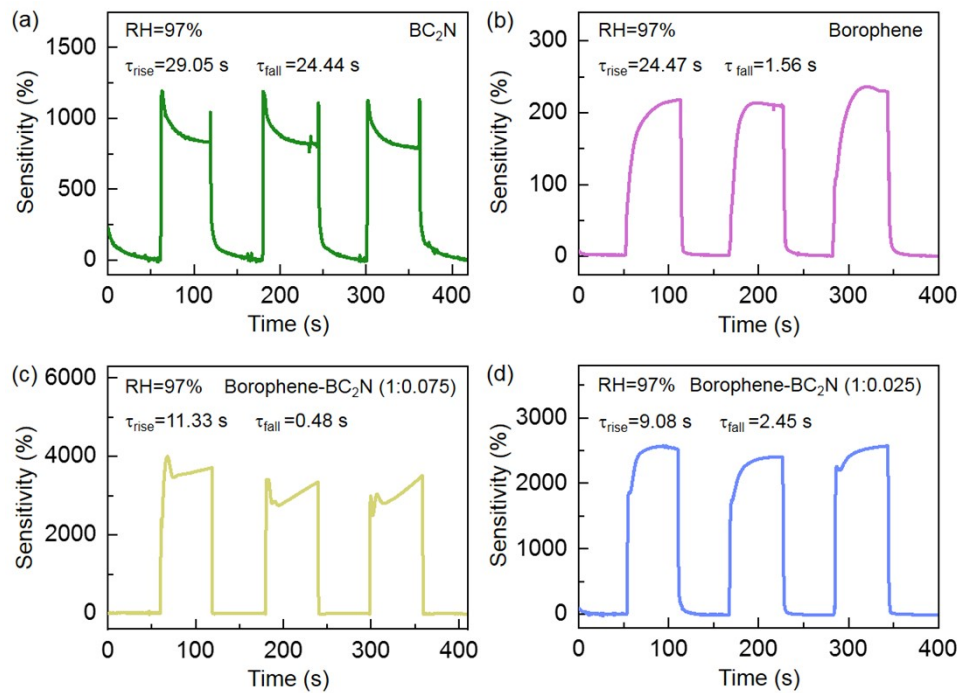 (a)
RH=97% BC₂N
τrise=29.05 s τfall=24.44 s
1500
1000
500
0
Sensitivity (%)
0 100 200 300 400
Time (s)
(b)
RH=97% Borophene
τrise=24.47 s τ fall=1.56 s
300
200
100
0
Sensitivity (%)
0 100 200 300 400
Time (s)
(c)
RH=97% Borophene-BC₂N (1:0.075)
τrise=11.33 s τfall=0.48 s
6000
4000
2000
0
Sensitivity (%)
0 100 200 300 400
Time (s)
(d)
RH=97% Borophene-BC₂N (1:0.025)
τrise=9.08 s τfall=2.45 s
3000
2000
1000
0
Sensitivity (%)
0 100 200 300 400
Time (s)